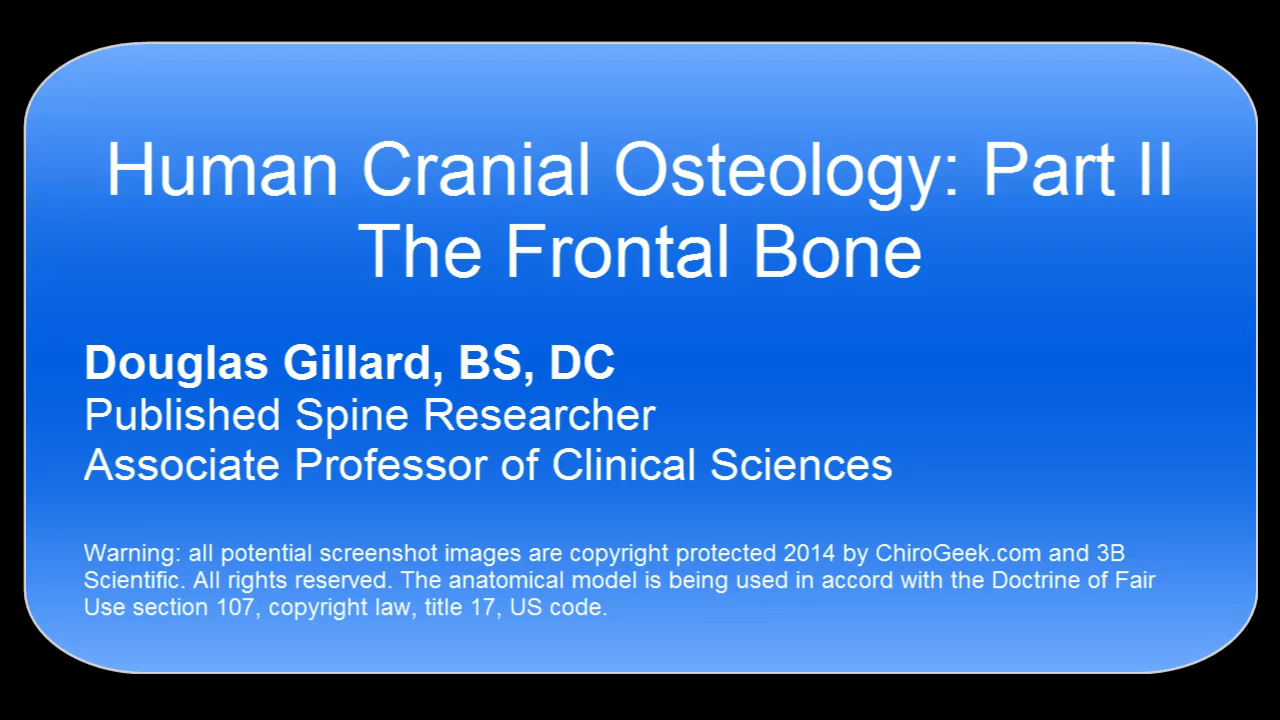 Human Cranial Osteology: Part II
The Frontal Bone
Douglas Gillard, BS, DC
Published Spine Researcher
Associate Professor of Clinical Sciences
Warning: all potential screenshot images are copyright protected 2014 by ChiroGeek.com and 3B
Scientific. All rights reserved. The anatomical model is being used in accord with the Doctrine of Fair
Use section 107, copyright law, title 17, US code.